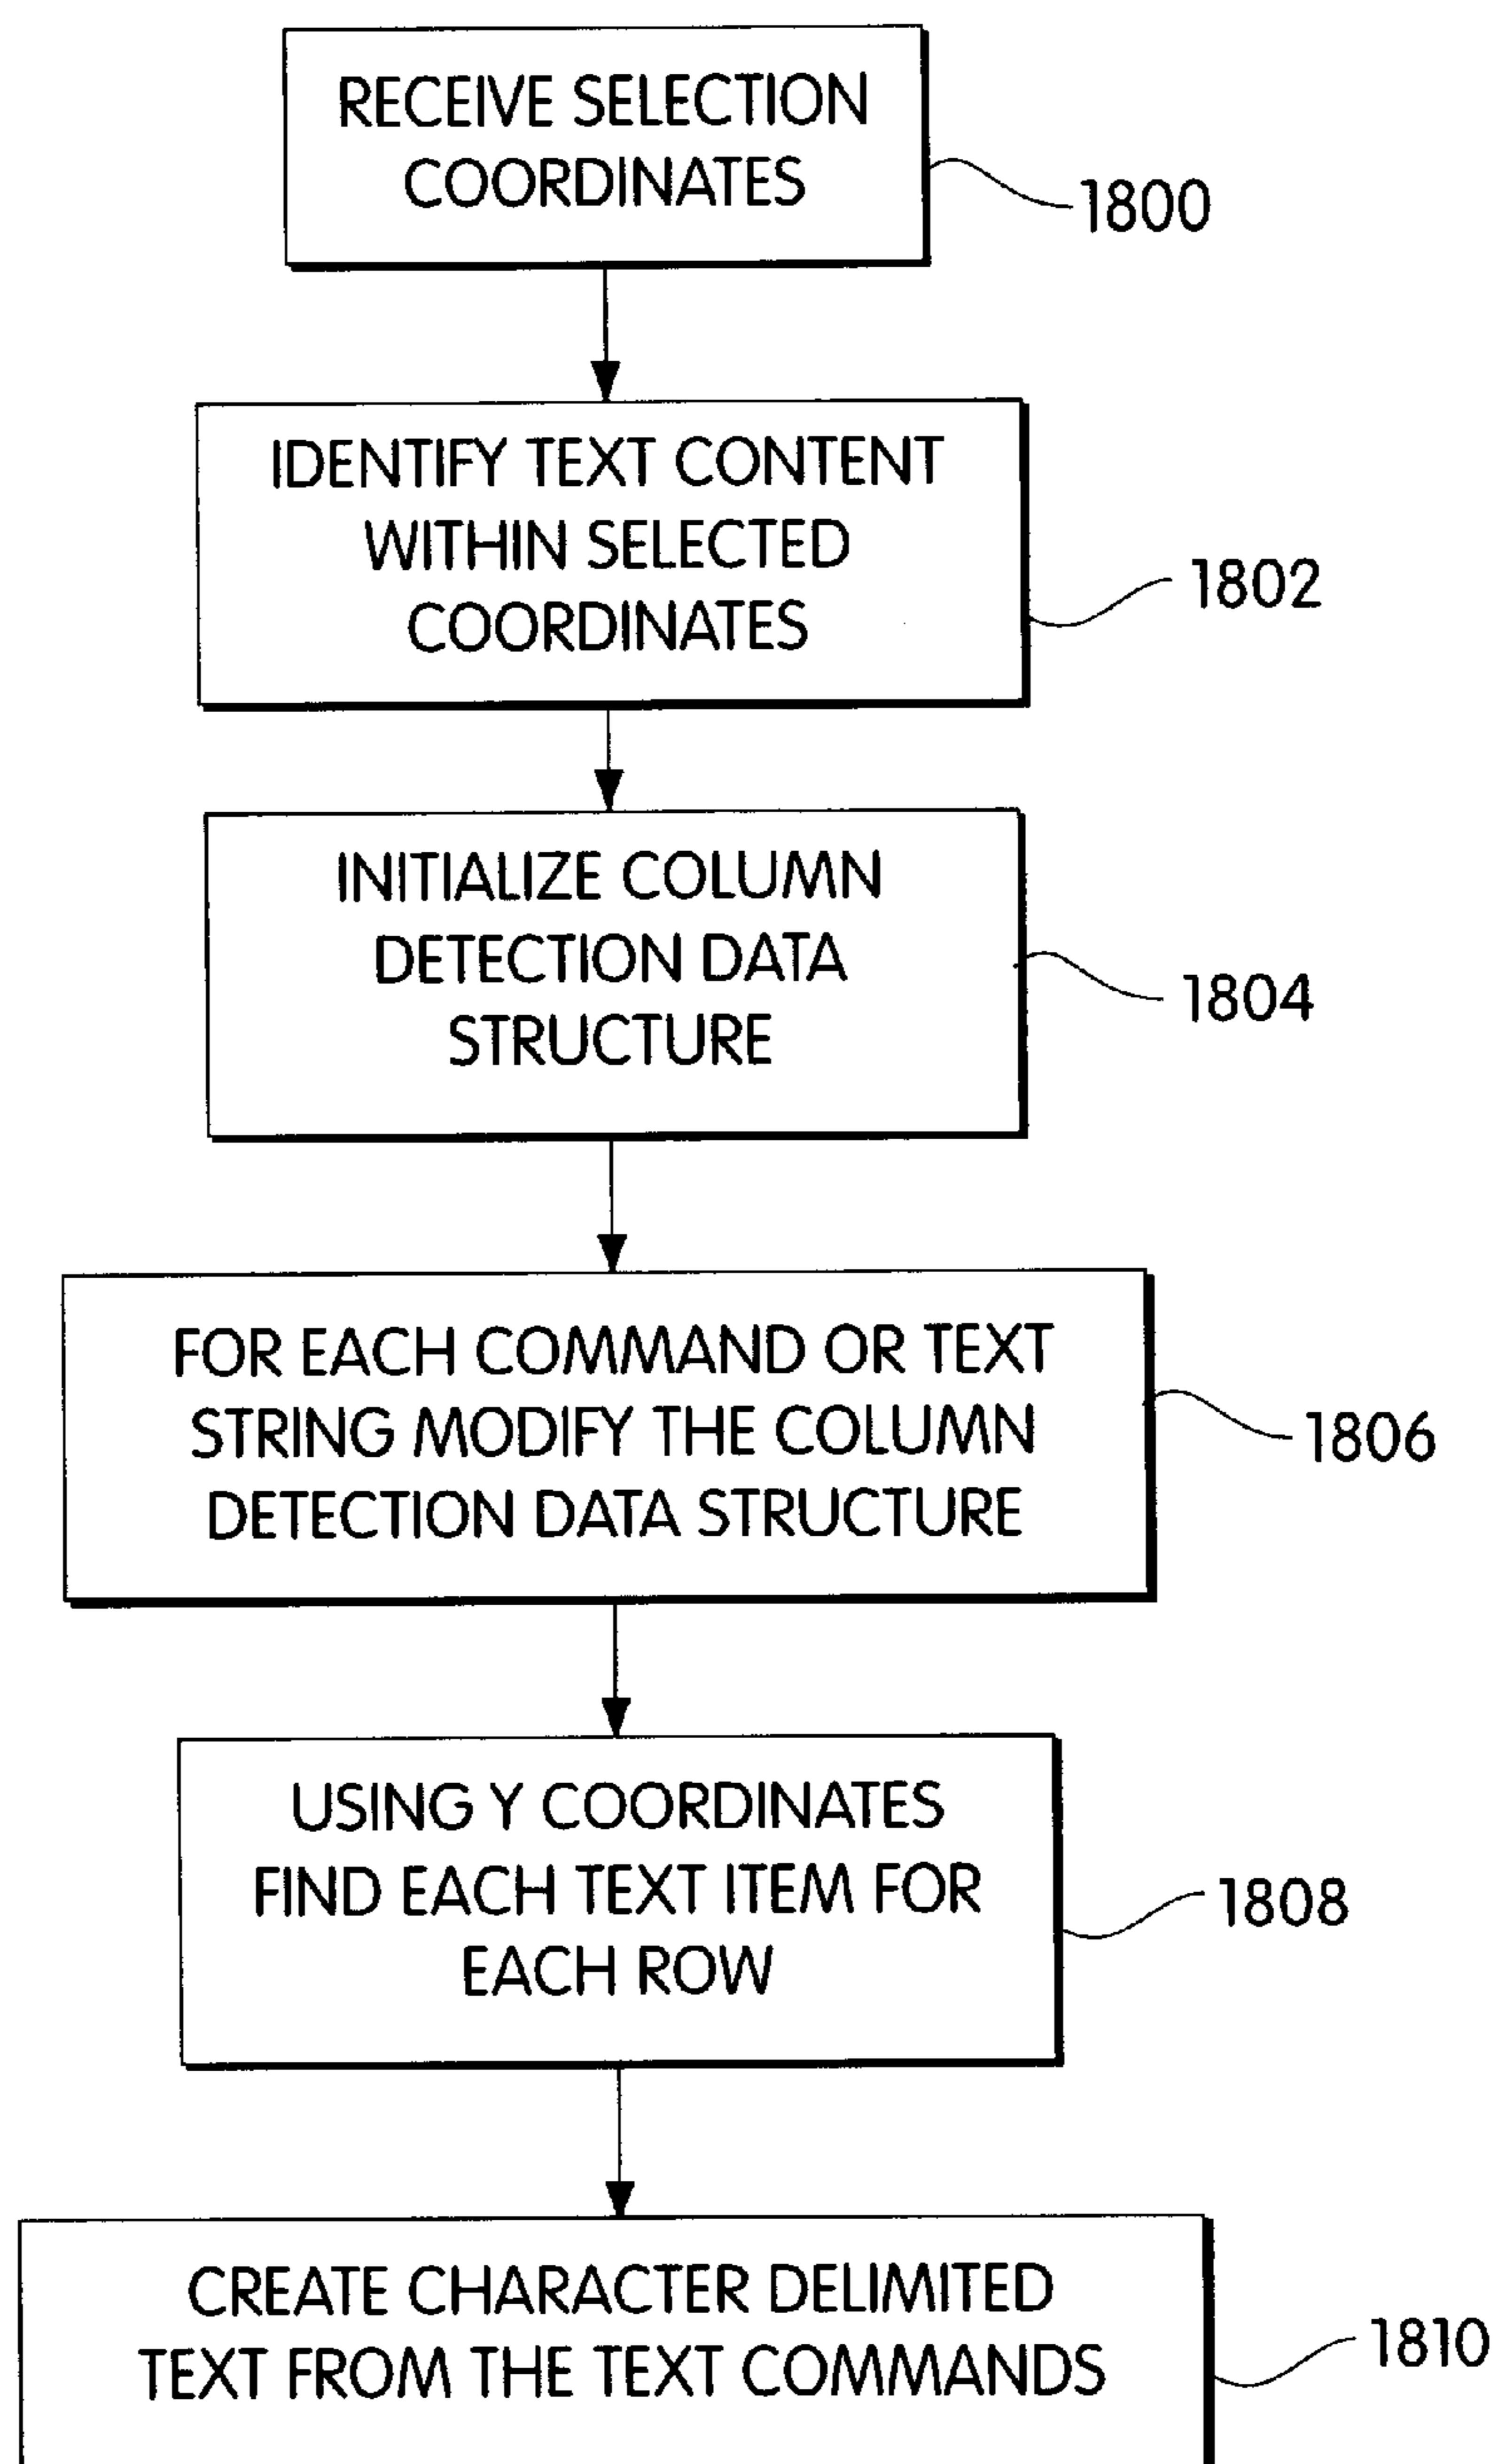 RECEIVE SELECTION
COORDINATES
1800
IDENTIFY TEXT CONTENT
WITHIN SELECTED
COORDINATES
1802
INITIALIZE COLUMN
DETECTION DATA
STRUCTURE
1804
FOR EACH COMMAND OR TEXT
STRING MODIFY THE COLUMN
DETECTION DATA STRUCTURE
1806
USING Y COORDINATES
FIND EACH TEXT ITEM FOR
EACH ROW
1808
CREATE CHARACTER DELIMITED
TEXT FROM THE TEXT COMMANDS
1810